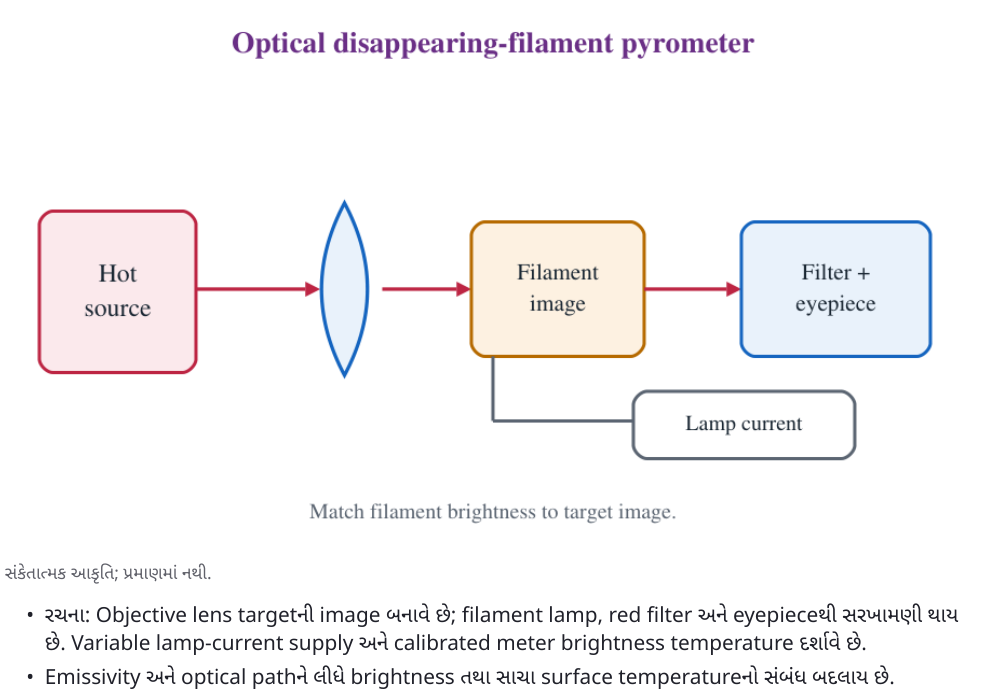 Optical disappearing-filament pyrometer
Hot
source
Filament
image
Filter +
eyepiece
Lamp current
Match filament brightness to target image.
સંકેતાત્મક આકૃતિ; પ્રમાણમાં નથી.
• રચના: Objective lens targetની image બનાવે છે; filament lamp, red filter અને eyepieceથી સરખામણી થાય
છે. Variable lamp-current supply અને calibrated meter brightness temperature દર્શાવે છે.
• Emissivity અને optical pathને લીધે brightness તથા સાચા surface temperatureનો સંબંધ બદલાય છે.